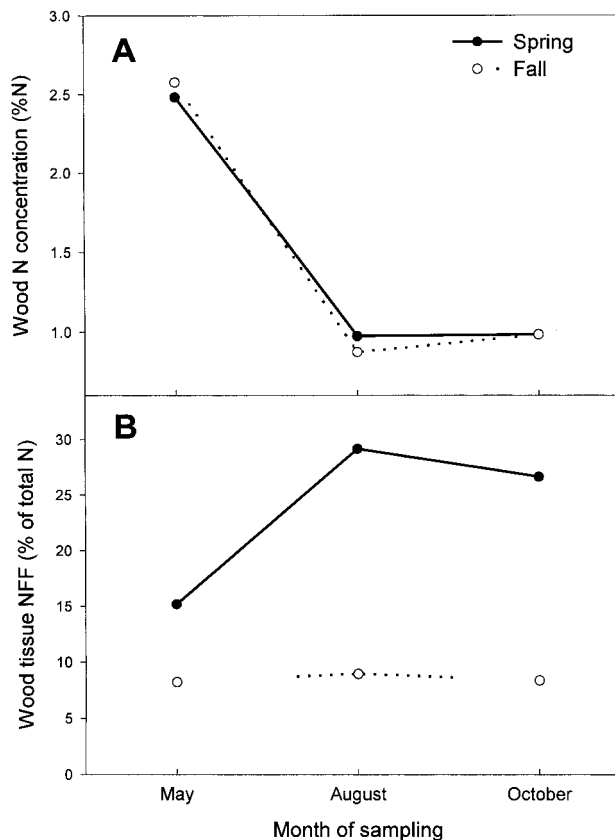 A
Spring
Fall
Wood N concentration (%N)
3.0
2.5
2.0
1.5
1.0
B
Wood tissue NFF (% of total N)
30
25
20
15
10
5
0
May August October
Month of sampling